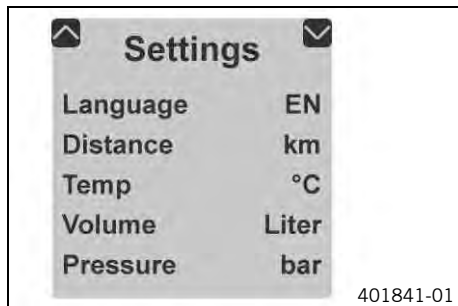 Settings
Language EN
Distance km
Temp °C
Volume Liter
Pressure bar
401841-01